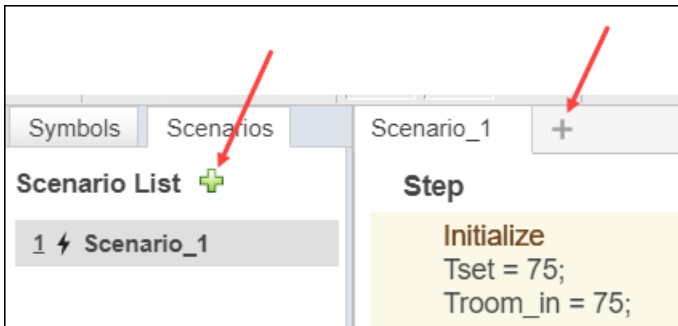 Symbols Scenarios
Scenario_1 +
Scenario List
1 Scenario_1
Step
Initialize
Tset = 75;
Troom_in = 75;